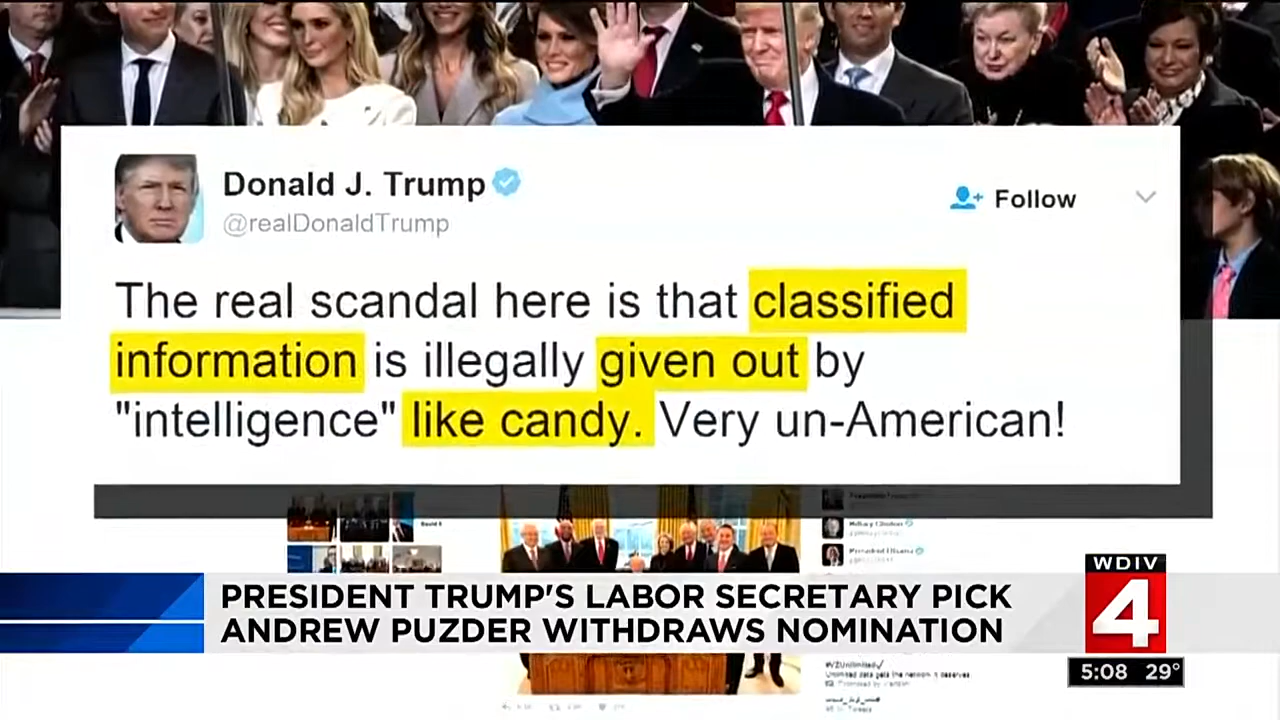 Donald J. Trump
@realDonaldTrump
Follow
The real scandal here is that classified
information is illegally given out by
"intelligence" like candy. Very un-American!
PRESIDENT TRUMP'S LABOR SECRETARY PICK
ANDREW PUZDER WITHDRAWS NOMINATION
WDIV
4
5:08 29°